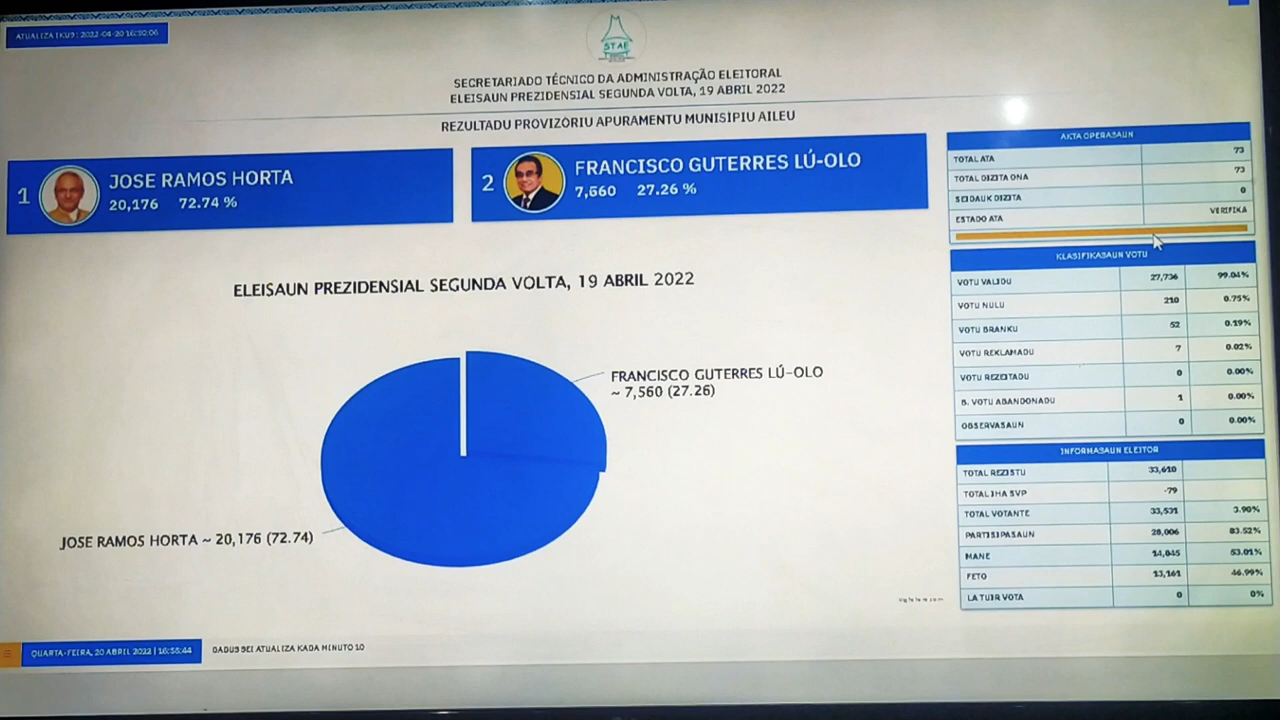 ATUALIZA IKUS: 2022-04-20 16:50:06
STAE
SECRETARIADO TÉCNICO DA ADMINISTRAÇÃO ELEITORAL
ELEISAUN PREZIDENSIAL SEGUNDA VOLTA, 19 ABRIL 2022
REZULTADU PROVIZÓRIU APURAMENTU MUNISÍPIU AILEU
1 JOSE RAMOS HORTA
20,176 72.74 %
2 FRANCISCO GUTERRES LÚ-OLO
7,560 27.26 %
ELEISAUN PREZIDENSIAL SEGUNDA VOLTA, 19 ABRIL 2022
FRANCISCO GUTERRES LÚ-OLO
~ 7,560 (27.26)
JOSE RAMOS HORTA ~ 20,176 (72.74)
AKTA OPERASAUN
TOTAL ATA 73
TOTAL DIZITA ONA 73
SEIDAUK DIZITA 0
ESTADO ATA VERIFIKA
KLASIFIKASAUN VOTU
VOTU VALIDU 27,736 99.04%
VOTU NULU 210 0.75%
VOTU BRANKU 52 0.19%
VOTU REKLAMADU 7 0.02%
VOTU REZEITADU 0 0.00%
B. VOTU ABANDONADU 1 0.00%
OBSERVASAUN 0 0.00%
INFORMASAUN ELEITOR
TOTAL REZISTU 33,610
TOTAL IHA SVP -79
TOTAL VOTANTE 33,531 3.90%
PARTISIPASAUN 28,006 83.52%
MANE 14,845 53.01%
FETO 13,161 46.99%
LA TUIR VOTA 0 0%
QUARTA-FEIRA, 20 ABRIL 2022 | 16:55:44
DADUS SEI ATUALIZA KADA MINUTO 10